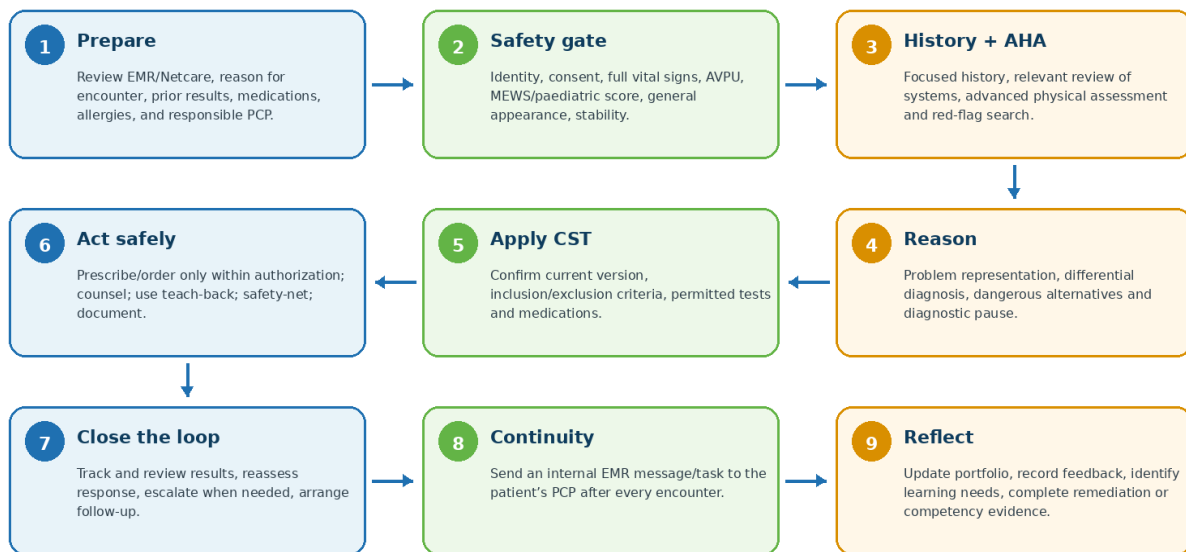 1
Prepare
Review EMR/Netcare, reason for
encounter, prior results, medications,
allergies, and responsible PCP.
2
Safety gate
Identity, consent, full vital signs, AVPU,
MEWS/paediatric score, general
appearance, stability.
3
History + AHA
Focused history, relevant review of
systems, advanced physical assessment
and red-flag search.
4
Reason
Problem representation, differential
diagnosis, dangerous alternatives and
diagnostic pause.
5
Apply CST
Confirm current version,
inclusion/exclusion criteria, permitted tests
and medications.
6
Act safely
Prescribe/order only within authorization;
counsel; use teach-back; safety-net;
document.
7
Close the loop
Track and review results, reassess
response, escalate when needed, arrange
follow-up.
8
Continuity
Send an internal EMR message/task to the
patient’s PCP after every encounter.
9
Reflect
Update portfolio, record feedback, identify
learning needs, complete remediation or
competency evidence.